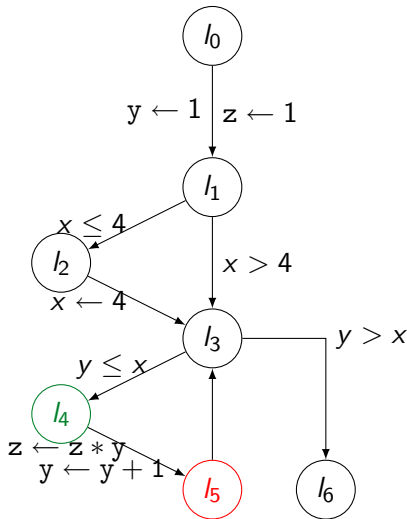 l₀
y ← 1 z ← 1
l₁
x ≤ 4
l₂
x > 4
x ← 4
l₃
y ≤ x
y > x
l₄
z ← z * y
y ← y + 1
l₅
l₆